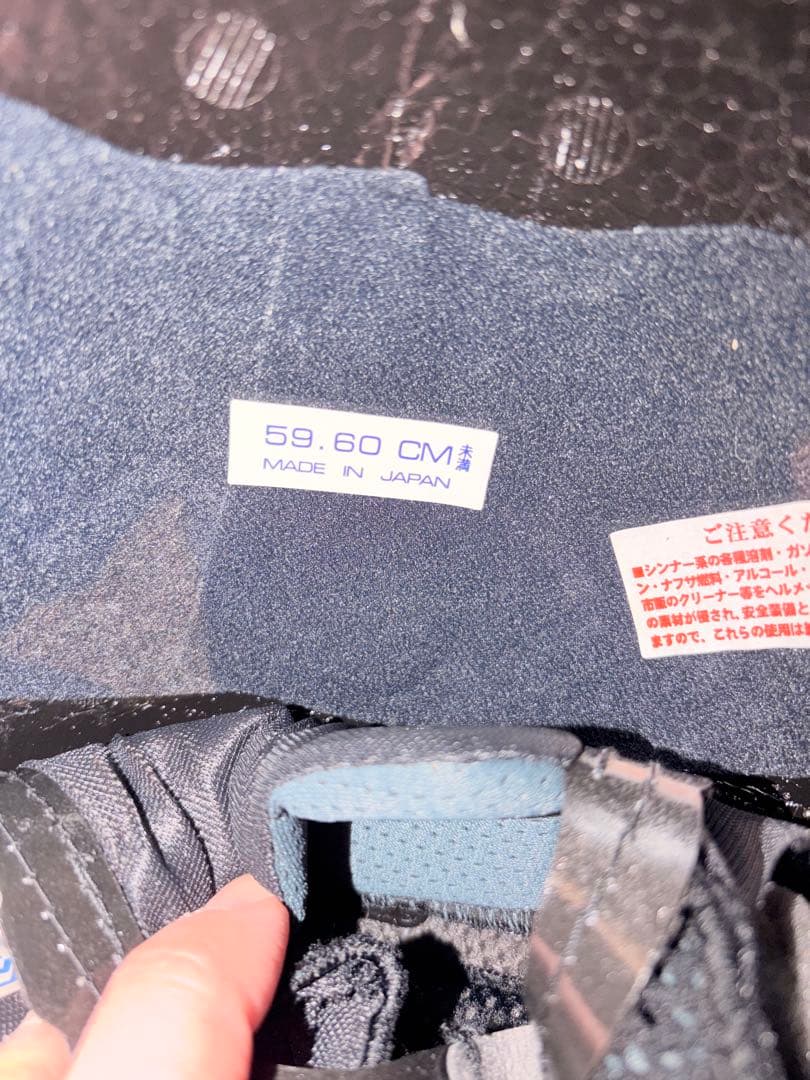 59.60 CM未満
MADE IN JAPAN
ご注意くだ
■シンナー系の各種溶剤・ガソ
ン・ナフサ燃料・アルコール・
市販のクリーナー等をヘルメ
の素材が侵され、安全装備と
ますので、これらの使用は